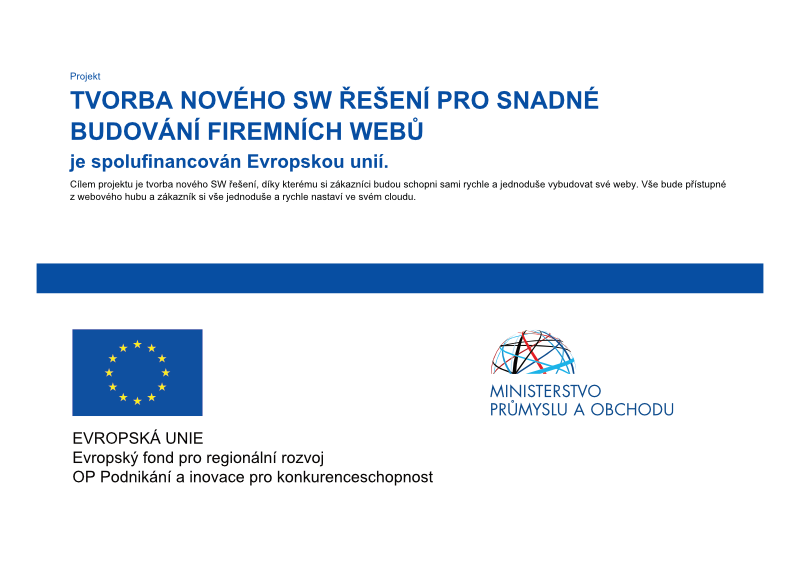 Projekt
TVORBA NOVÉHO SW ŘEŠENÍ PRO SNADNÉ
BUDOVÁNÍ FIREMNÍCH WEBŮ
je spolufinancován Evropskou unií.
Cílem projektu je tvorba nového SW řešení, díky kterému si zákazníci budou schopni sami rychle a jednoduše vybudovat své weby. Vše bude přístupné
z webového hubu a zákazník si vše jednoduše a rychle nastaví ve svém cloudu.
MINISTERSTVO
PRŮMYSLU A OBCHODU
EVROPSKÁ UNIE
Evropský fond pro regionální rozvoj
OP Podnikání a inovace pro konkurenceschopnost